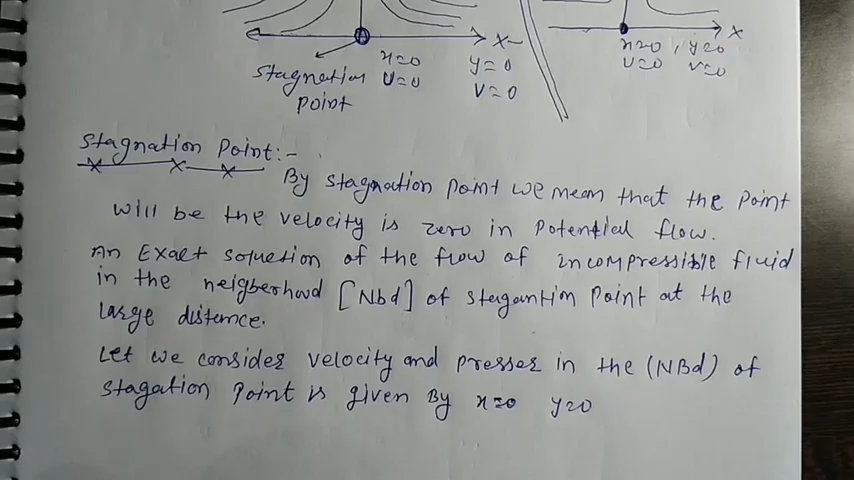 X
x=0 y=0
U=0 V=0
X
x=0, y=0
U=0 V=0
Stagnation
point
Stagnation Point:-
By stagnation point we mean that the point
will be the velocity is zero in potential flow.
An Exact solution of the flow of incompressible fluid
in the neigberhood [Nbd] of stagantion point at the
large distance.
Let we consider velocity and presser in the (NBd) of
stagation point is given By x=0 y=0